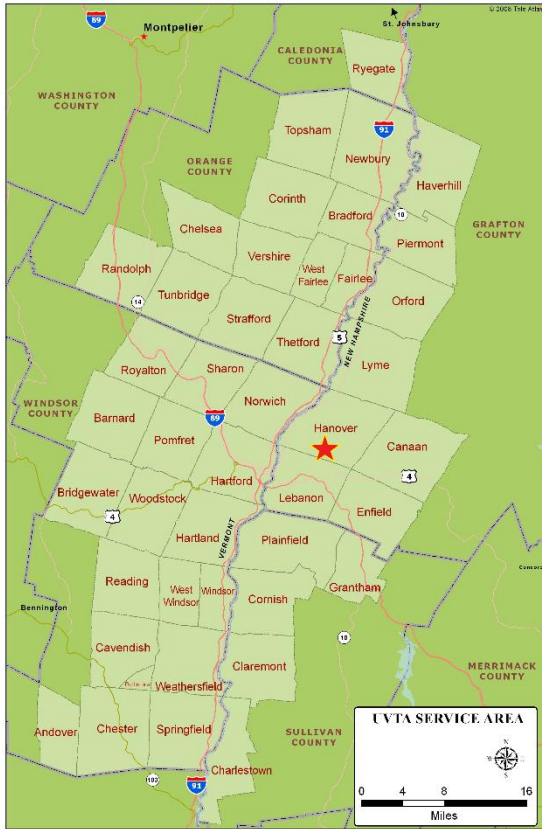 © 2008 Tele Atlas
89
Montpelier
St. Johnsbury
CALEDONIA
COUNTY
Ryegate
WASHINGTON
COUNTY
Topsham
91
Newbury
ORANGE
COUNTY
Haverhill
Corinth
Bradford
10
Chelsea
GRAFTON
COUNTY
Piermont
Vershire
West
Fairlee
Fairlee
Randolph
Tunbridge
14
Orford
Strafford
Thetford
5
NEW HAMPSHIRE
Lyme
Royalton
Sharon
WINDSOR
COUNTY
Norwich
Barnard
89
Hanover
Pomfret
Canaan
Hartford
4
Bridgewater
Woodstock
4
Lebanon
Enfield
Hartland
VERMONT
Plainfield
Reading
West
Windsor
Windsor
Grantham
Cornish
Bennington
10
Cavendish
Claremont
MERRIMACK
COUNTY
Weathersfield
Andover
Chester
Springfield
SULLIVAN
COUNTY
Charlestown
103
91
UVTA SERVICE AREA
N
0 4 8 16
Miles